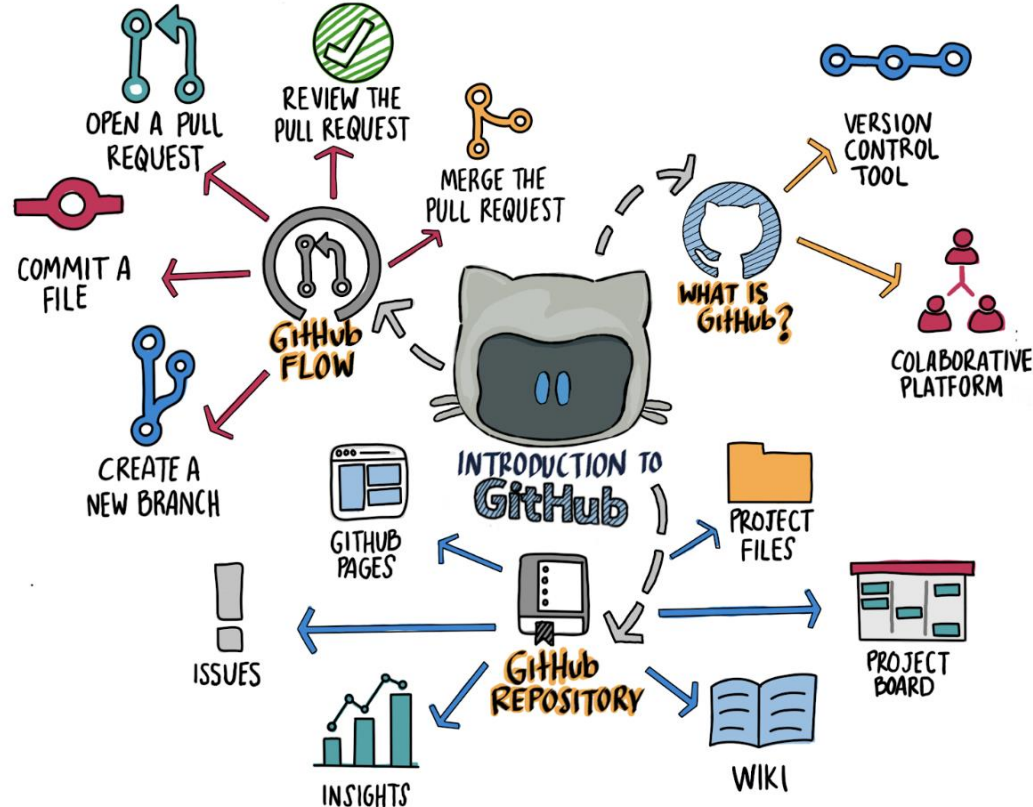 OPEN A PULL
REQUEST
REVIEW THE
PULL REQUEST
MERGE THE
PULL REQUEST
COMMIT A
FILE
GitHub
FLOW
CREATE A
NEW BRANCH
VERSION
CONTROL
TOOL
WHAT IS
GitHub?
COLABORATIVE
PLATFORM
INTRODUCTION TO
GitHub
GITHUB
PAGES
PROJECT
FILES
ISSUES
GitHub
REPOSITORY
PROJECT
BOARD
INSIGHTS
WIKI